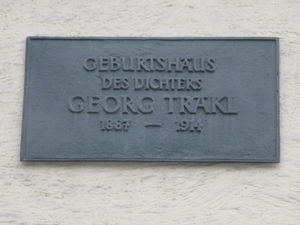 GEBURTSHAUS
DES DICHTERS
GEORG TRAKL
1887 — 1914